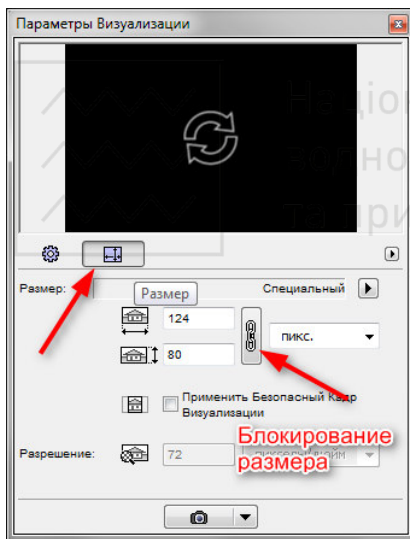 Параметры Визуализации
Націо
водно
та при
Размер:
Размер
Специальный
124
пикс.
80
Применить Безопасный Кадр
Визуализации
Блокирование
размера
Разрешение:
72